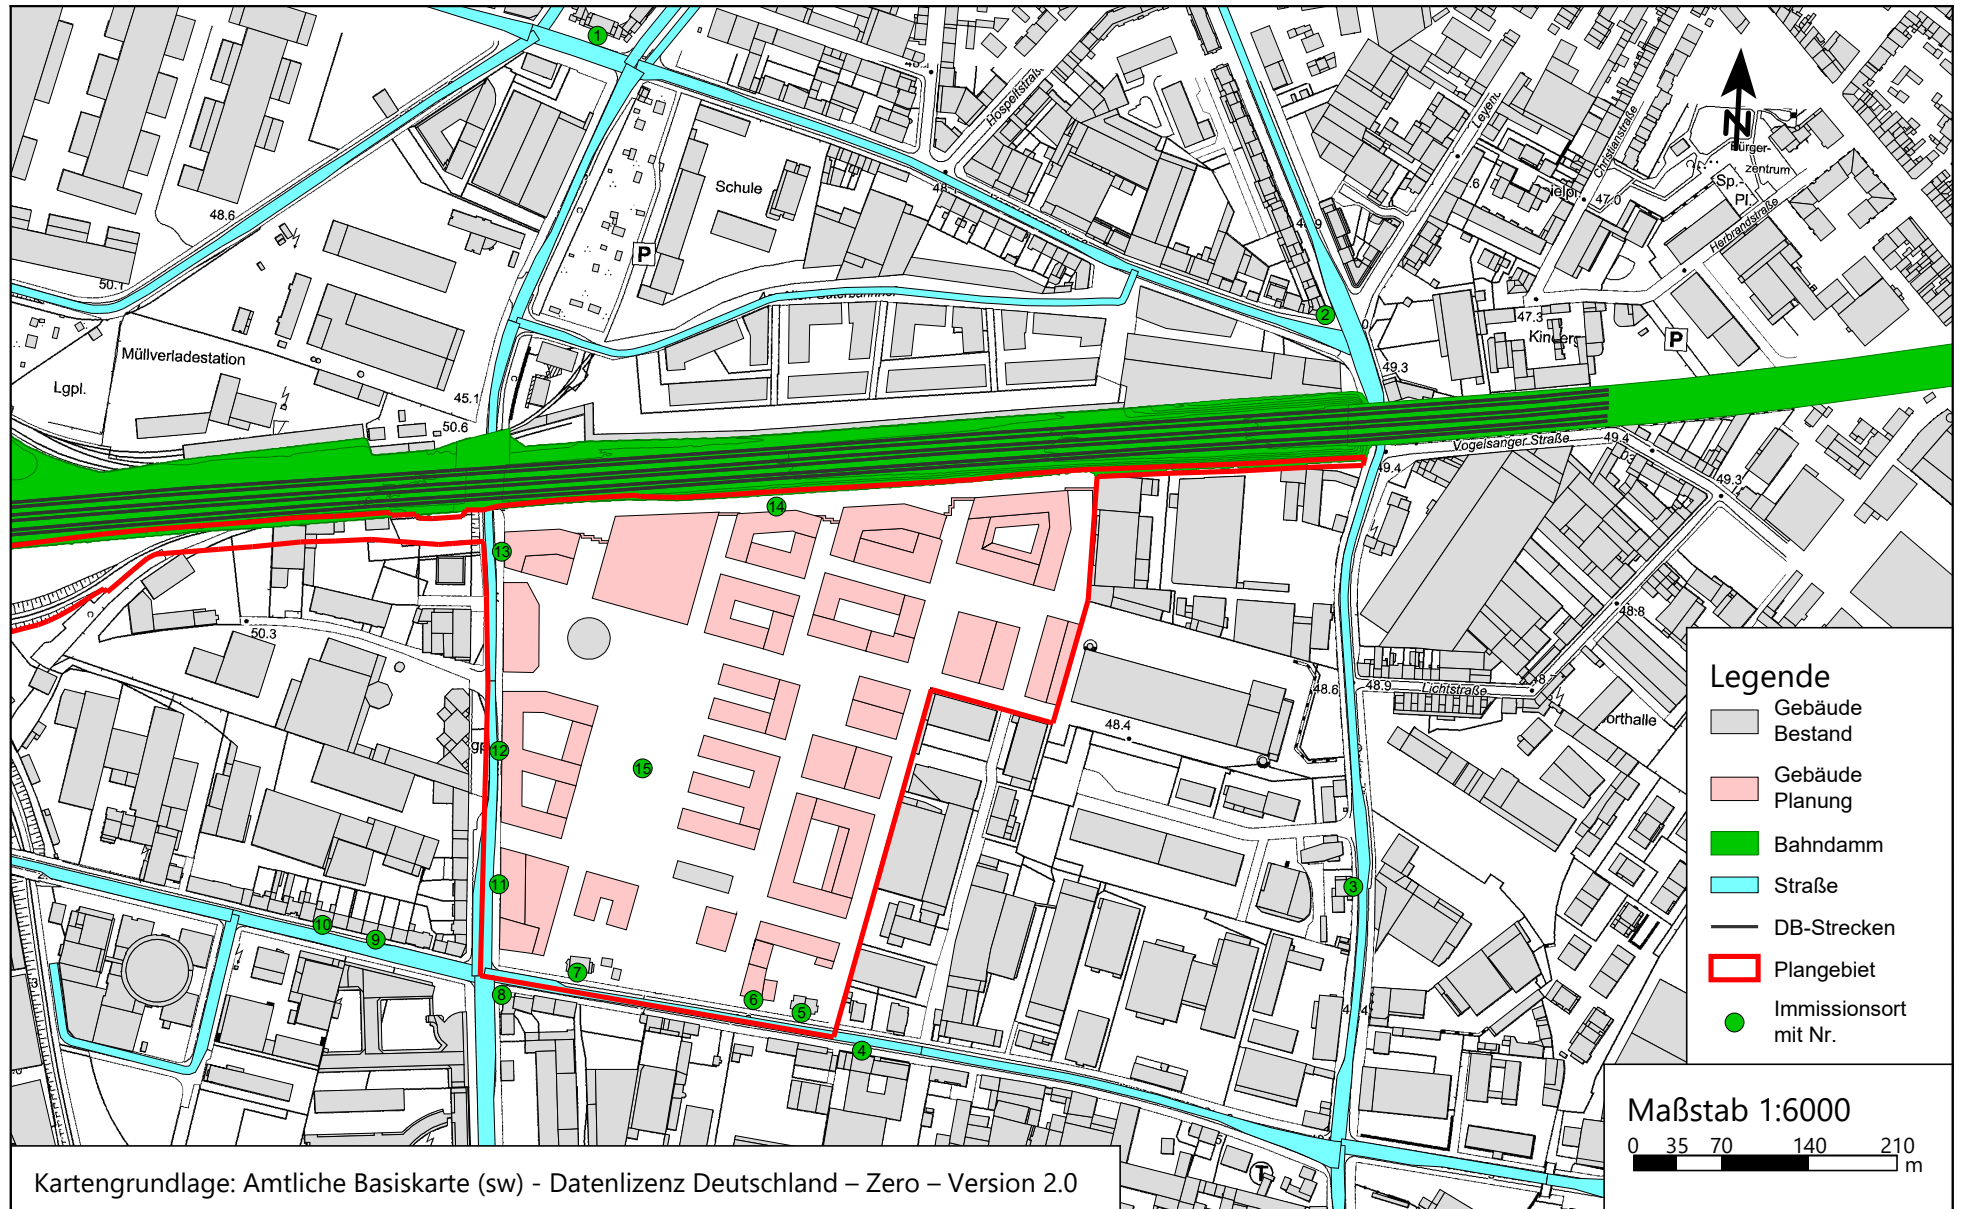 1
Hospeltstraße
Schule
48.6
P
50.1
2
Christianstraße
47.0
Bürger-
zentrum
Sp.-
Pl.
Herbrandstraße
47.3
P
49.3
Müllverladestation
Lgpl.
45.1
50.6
Vogelsanger Straße
49.4
49.4
49.3
14
13
50.3
48.8
48.6
48.9
Lichtstraße
48.4
12
15
11
3
10
9
7
8
6
5
4
T
Legende
Gebäude
Bestand
Gebäude
Planung
Bahndamm
Straße
DB-Strecken
Plangebiet
Immissionsort
mit Nr.
N
Maßstab 1:6000
0 35 70 140 210
m
Kartengrundlage: Amtliche Basiskarte (sw) - Datenlizenz Deutschland – Zero – Version 2.0